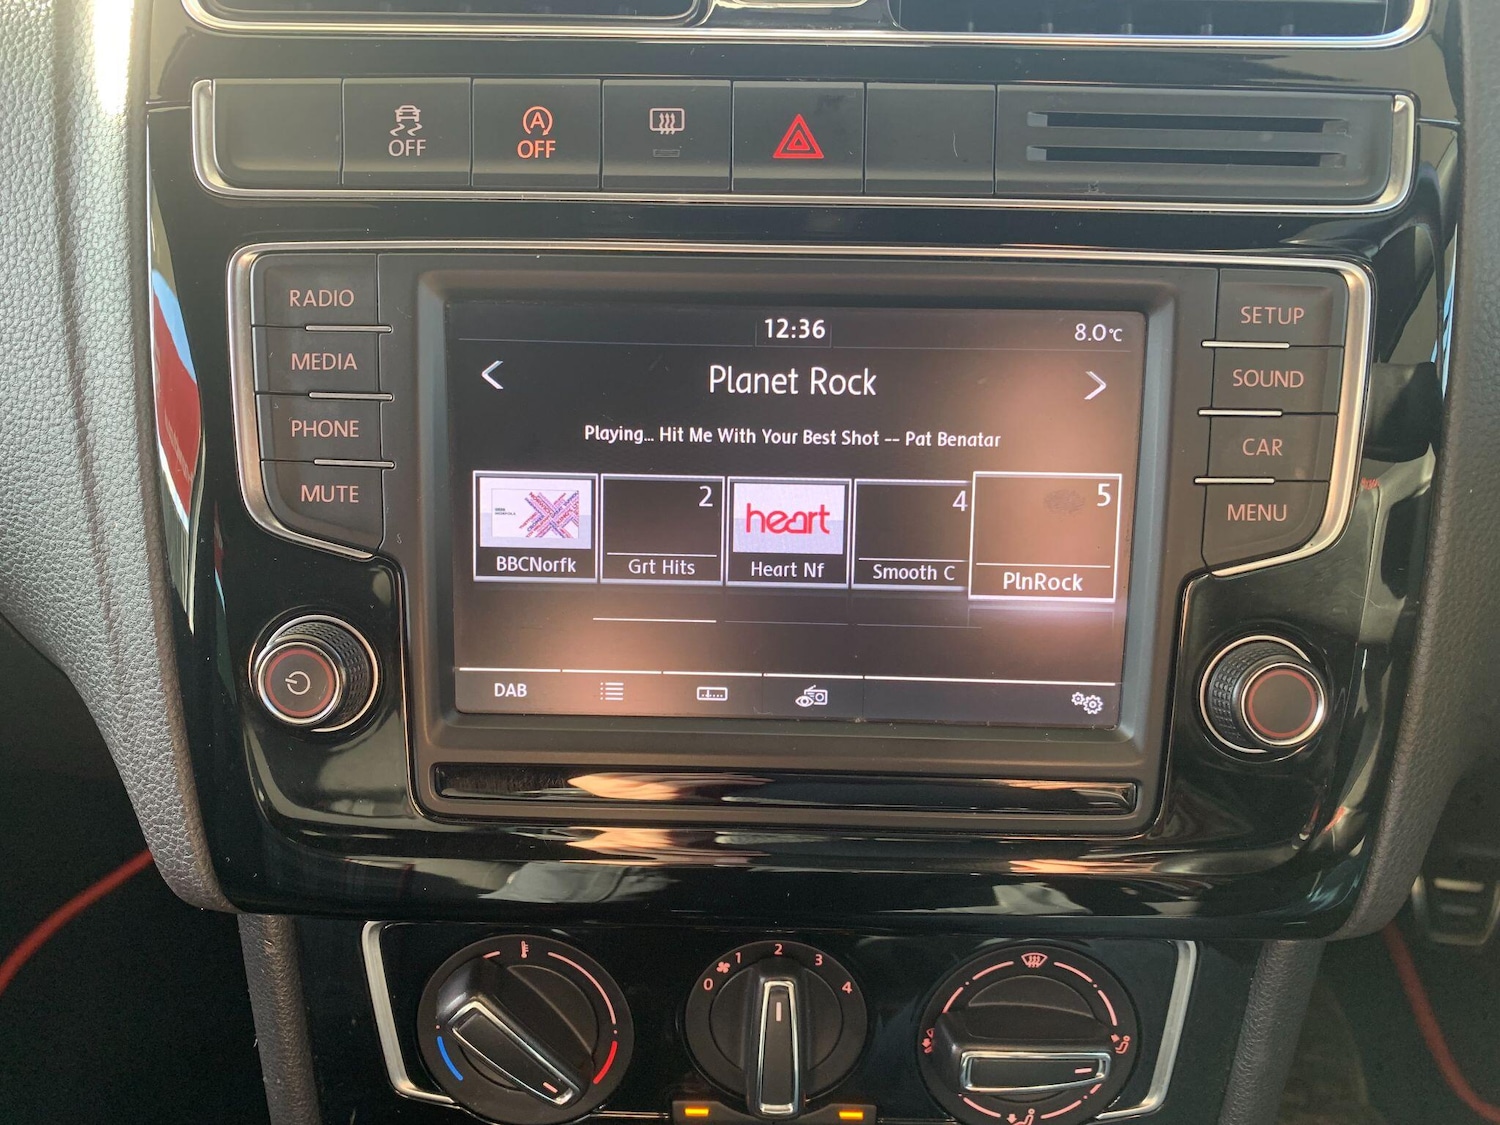 OFF
A
OFF
RADIO
MEDIA
PHONE
MUTE
SETUP
SOUND
CAR
MENU
12:36
8.0°C
Planet Rock
Playing... Hit Me With Your Best Shot -- Pat Benatar
BBCNorfk
2
Grt Hits
heart
Heart Nf
4
Smooth C
5
PlnRock
DAB
0 1 2 3 4